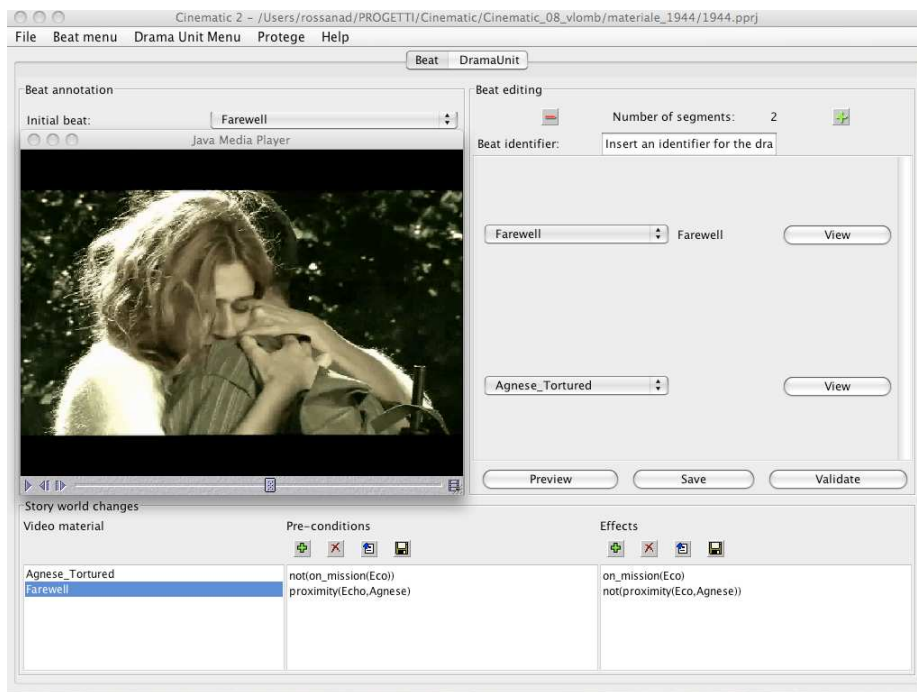 Cinematic 2 – /Users/rossanad/PROGETTI/Cinematic/Cinematic_08_vlomb/materiale_1944/1944.pprj
File Beat menu Drama Unit Menu Protege Help
Beat DramaUnit
Beat annotation
Initial beat: Farewell
Java Media Player
Beat editing
Number of segments: 2
Beat identifier: Insert an identifier for the dra
Farewell Farewell View
Agnese_Tortured View
Preview Save Validate
Story world changes
Video material Pre-conditions Effects
Agnese_Tortured not(on_mission(Eco)) on_mission(Eco)
Farewell proximity(Echo,Agnese) not(proximity(Eco,Agnese))